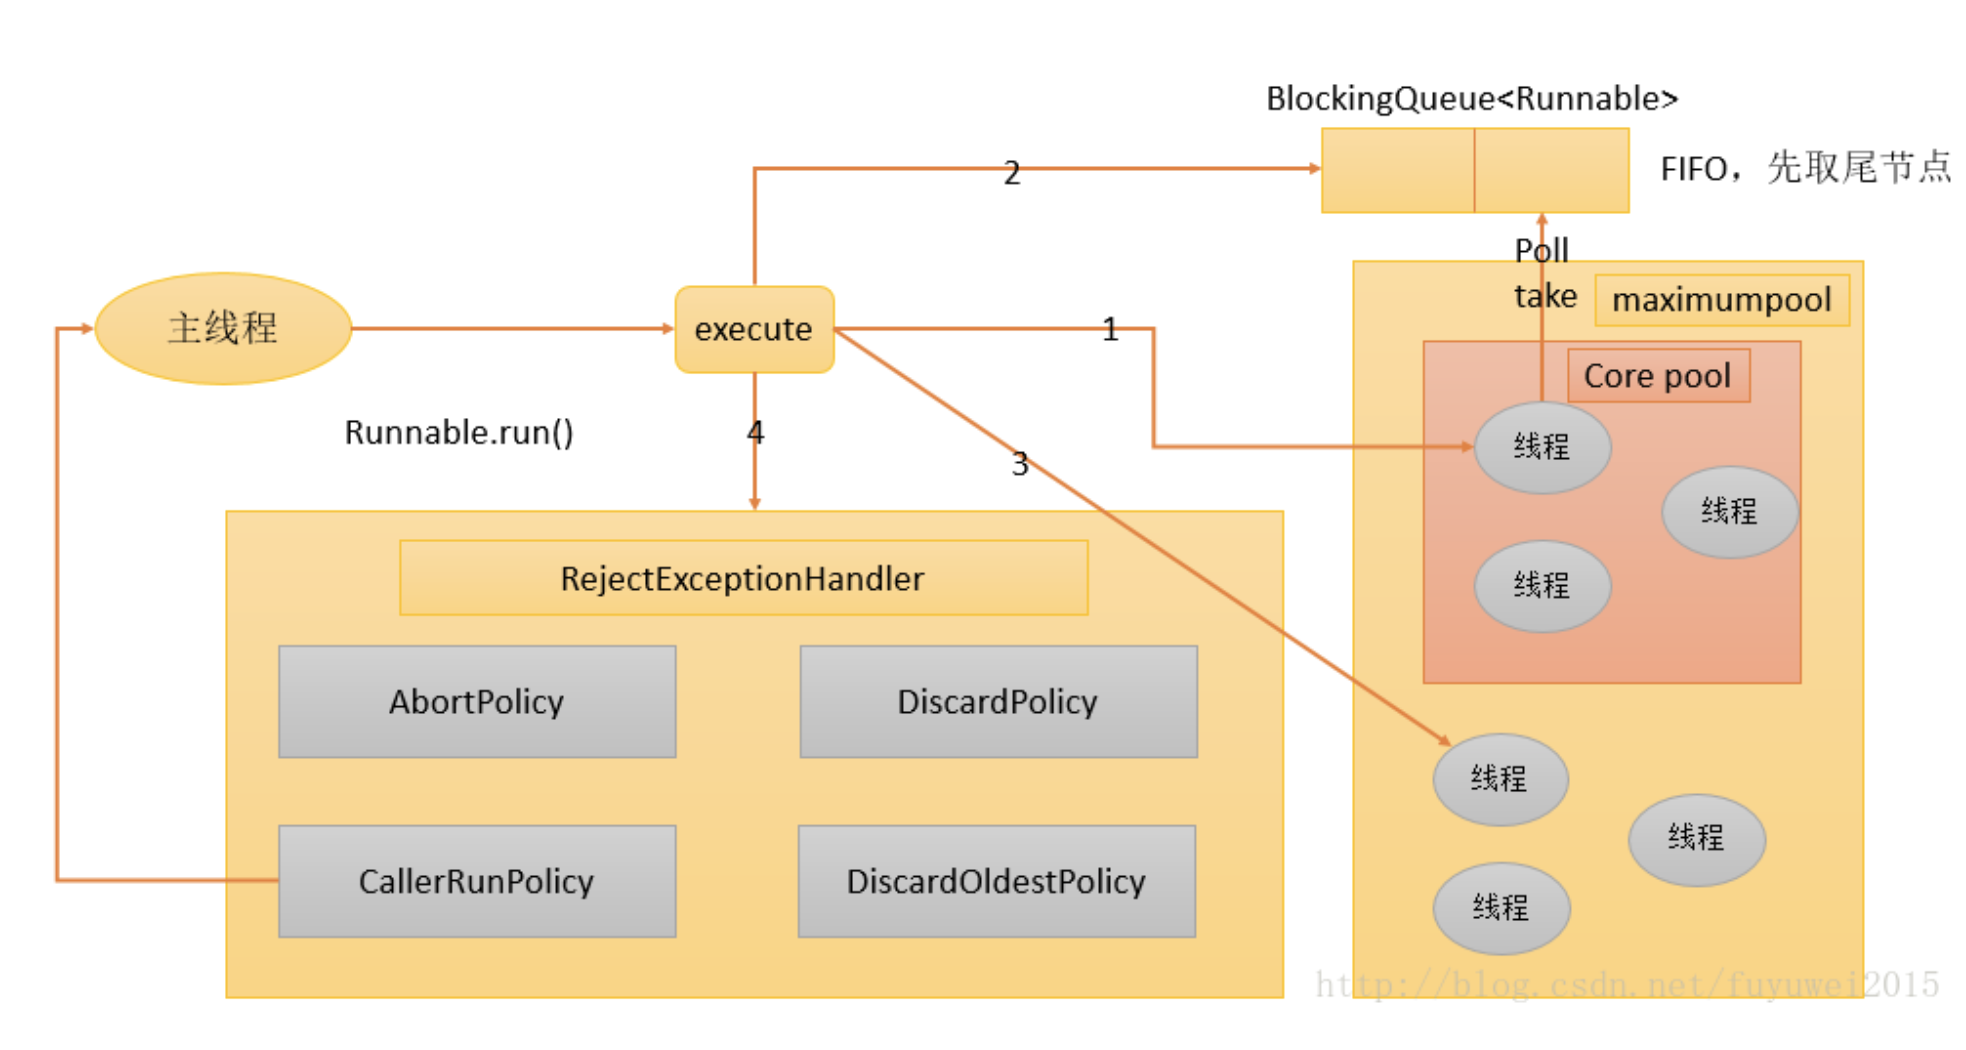 BlockingQueue<Runnable>
2
FIFO，先取尾节点
Poll
take
maximumpool
主线程
execute
1
Core pool
Runnable.run()
4
3
线程
线程
线程
RejectExceptionHandler
AbortPolicy
DiscardPolicy
线程
线程
线程
CallerRunPolicy
DiscardOldestPolicy
http://blog.csdn.net/fuyuwei2015